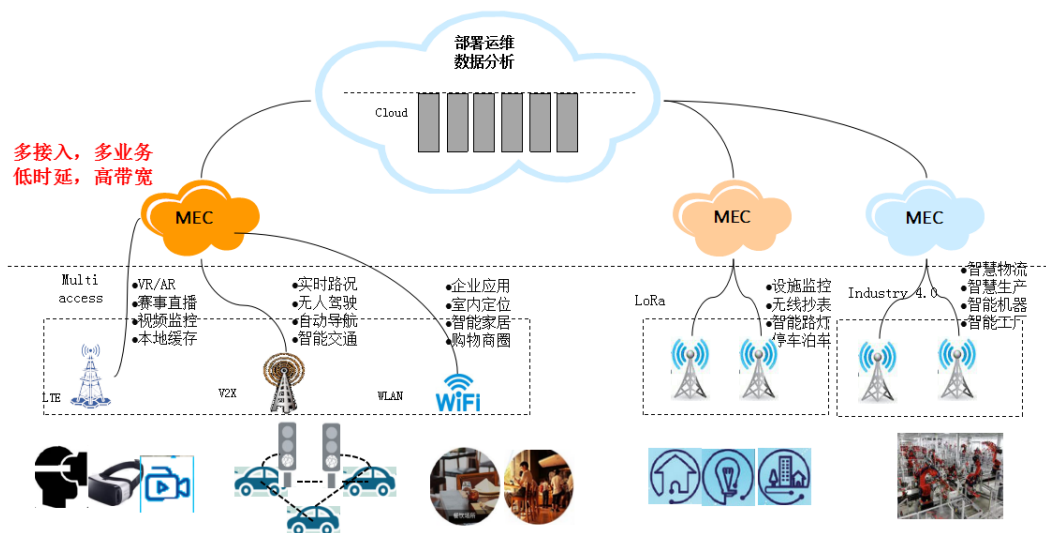 部署运维
数据分析
Cloud
多接入，多业务
低时延，高带宽
MEC
MEC
MEC
Multi
access
●VR/AR
●赛事直播
●视频监控
●本地缓存
●实时路况
●无人驾驶
●自动导航
●智能交通
●企业应用
●室内定位
●智能家居
●购物商圈
LoRa
●设施监控
●无线抄表
●智能路灯
●停车泊车
Industry 4.0
●智慧物流
●智慧生产
●智能机器
●智能工厂
LTE
V2X
WLAN
WiFi